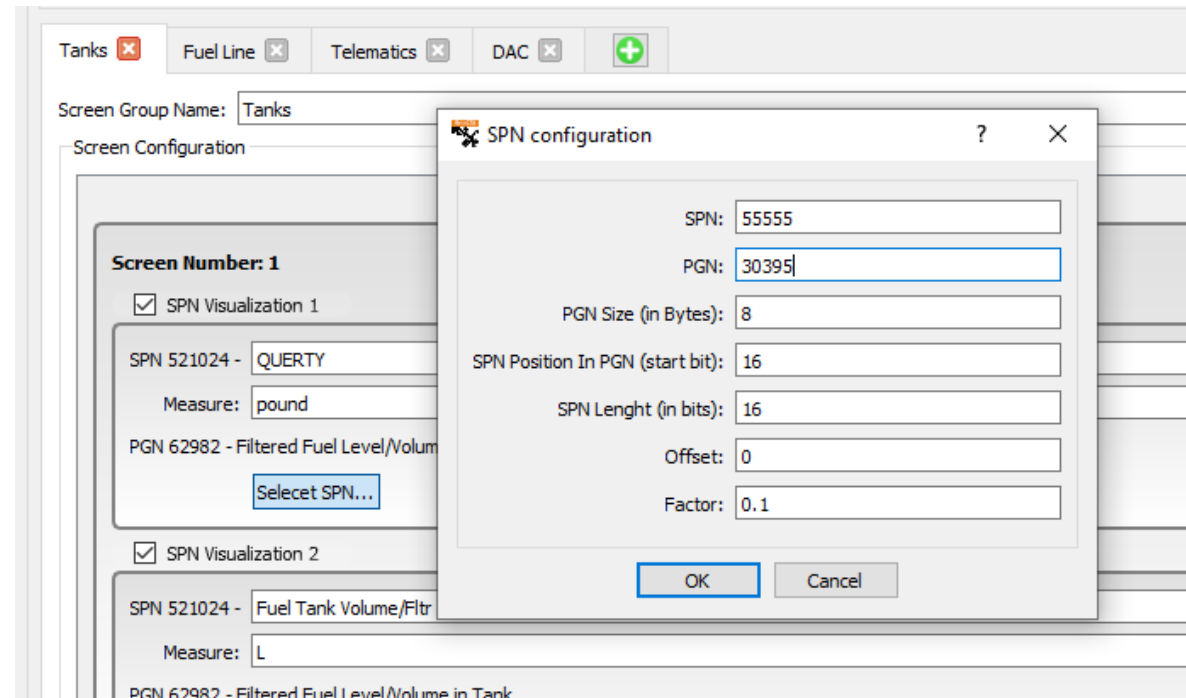 Tanks Fuel Line Telematics DAC
Screen Group Name: Tanks
Screen Configuration
SPN configuration ?
SPN: 55555
PGN: 30395
PGN Size (in Bytes): 8
SPN Position In PGN (start bit): 16
SPN Lenght (in bits): 16
Offset: 0
Factor: 0.1
OK Cancel
Screen Number: 1
SPN Visualization 1
SPN 521024 - QUERTY
Measure: pound
PGN 62982 - Filtered Fuel Level/Volum
Selecet SPN...
SPN Visualization 2
SPN 521024 - Fuel Tank Volume/Fltr
Measure: L
PGN 62982 - Filtered Fuel Level/Volume in Tank